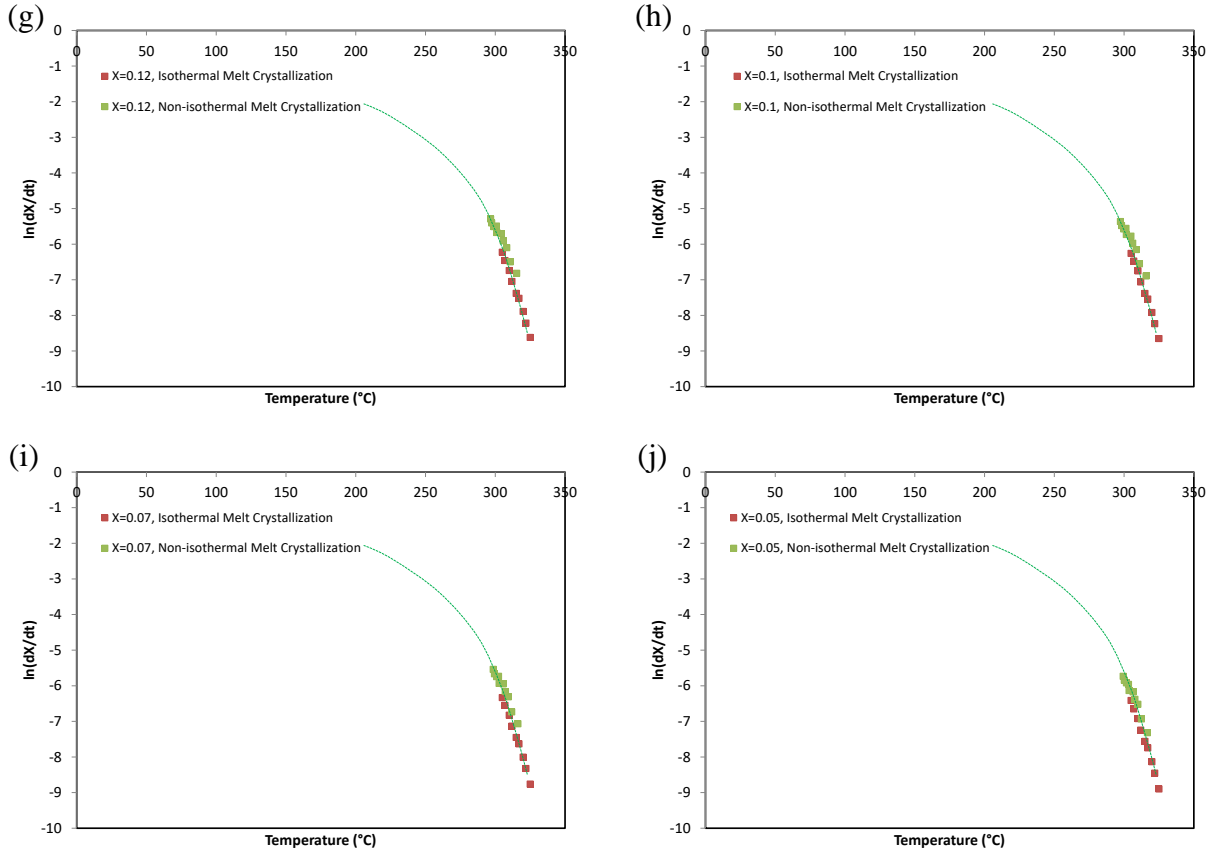 (g)
0
0 50 100 150 200 250 300 350
-1
X=0.12, Isothermal Melt Crystallization
-2
X=0.12, Non-isothermal Melt Crystallization
-3
-4
-5
-6
-7
-8
-9
-10
ln(dX/dt)
Temperature (°C)
(h)
0
0 50 100 150 200 250 300 350
-1
X=0.1, Isothermal Melt Crystallization
-2
X=0.1, Non-isothermal Melt Crystallization
-3
-4
-5
-6
-7
-8
-9
-10
ln(dX/dt)
Temperature (°C)
(i)
0
0 50 100 150 200 250 300 350
-1
X=0.07, Isothermal Melt Crystallization
-2
X=0.07, Non-isothermal Melt Crystallization
-3
-4
-5
-6
-7
-8
-9
-10
ln(dX/dt)
Temperature (°C)
(j)
0
0 50 100 150 200 250 300 350
-1
X=0.05, Isothermal Melt Crystallization
-2
X=0.05, Non-isothermal Melt Crystallization
-3
-4
-5
-6
-7
-8
-9
-10
ln(dX/dt)
Temperature (°C)